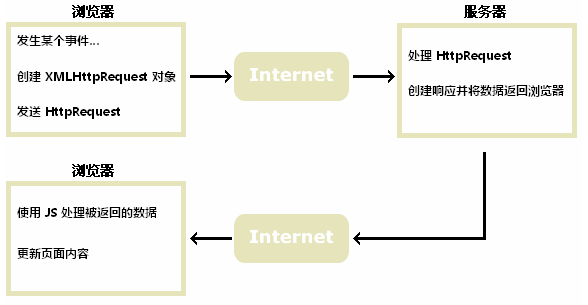 浏览器
发生某个事件...
创建 XMLHttpRequest 对象
发送 HttpRequest
Internet
服务器
处理 HttpRequest
创建响应并将数据返回浏览器
浏览器
使用 JS 处理被返回的数据
更新页面内容
Internet